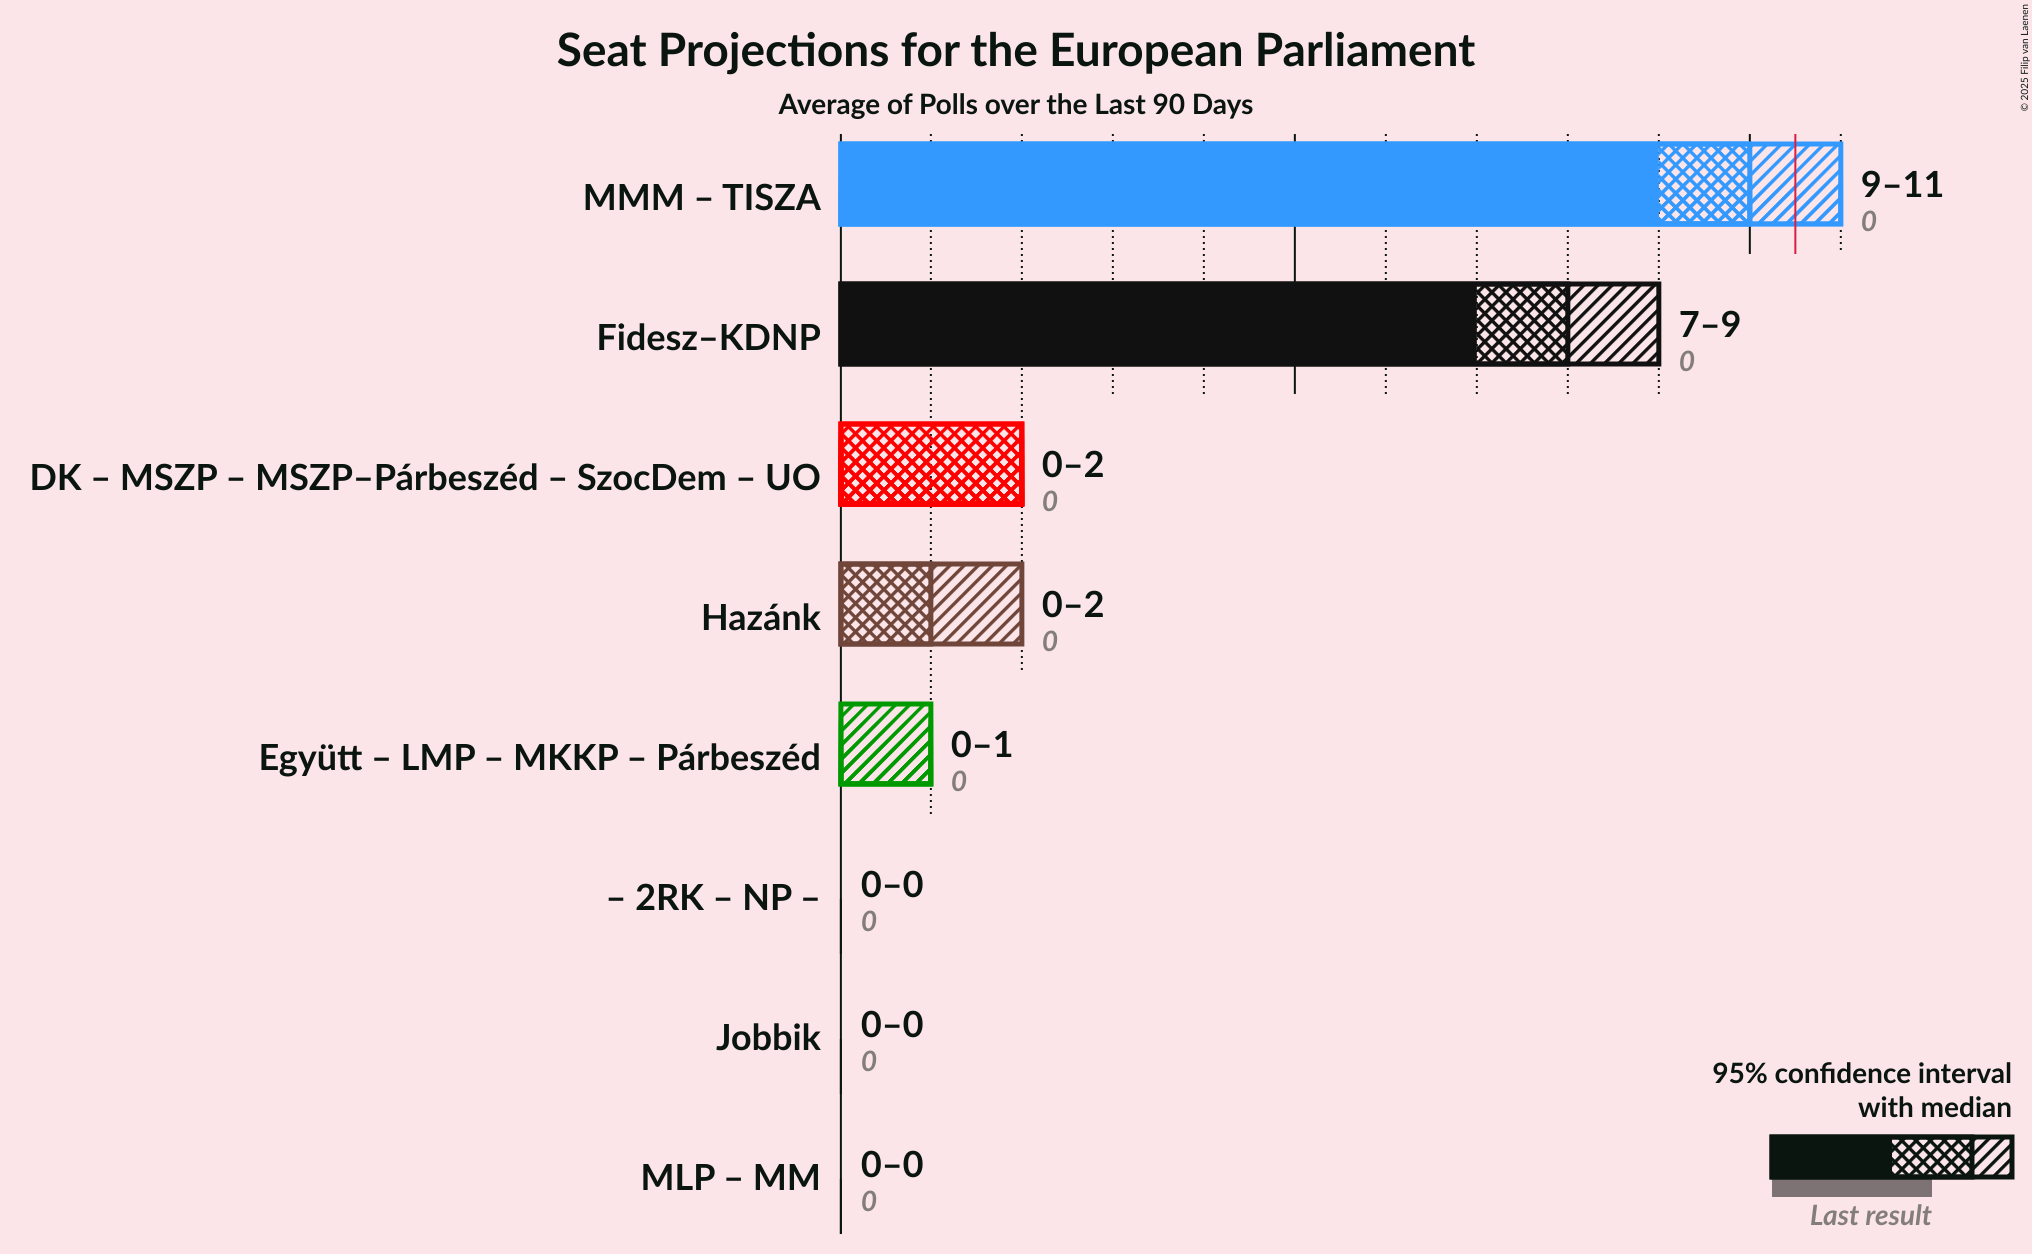 Seat Projections for the European Parliament
Average of Polls over the Last 90 Days
© 2025 Filip van Laenen
MMM – TISZA
9–11
0
Fidesz–KDNP
7–9
0
DK – MSZP – MSZP–Párbeszéd – SzocDem – UO
0–2
0
Hazánk
0–2
0
Együtt – LMP – MKKP – Párbeszéd
0–1
0
– 2RK – NP –
0–0
0
Jobbik
0–0
0
MLP – MM
0–0
0
95% confidence interval
with median
Last result